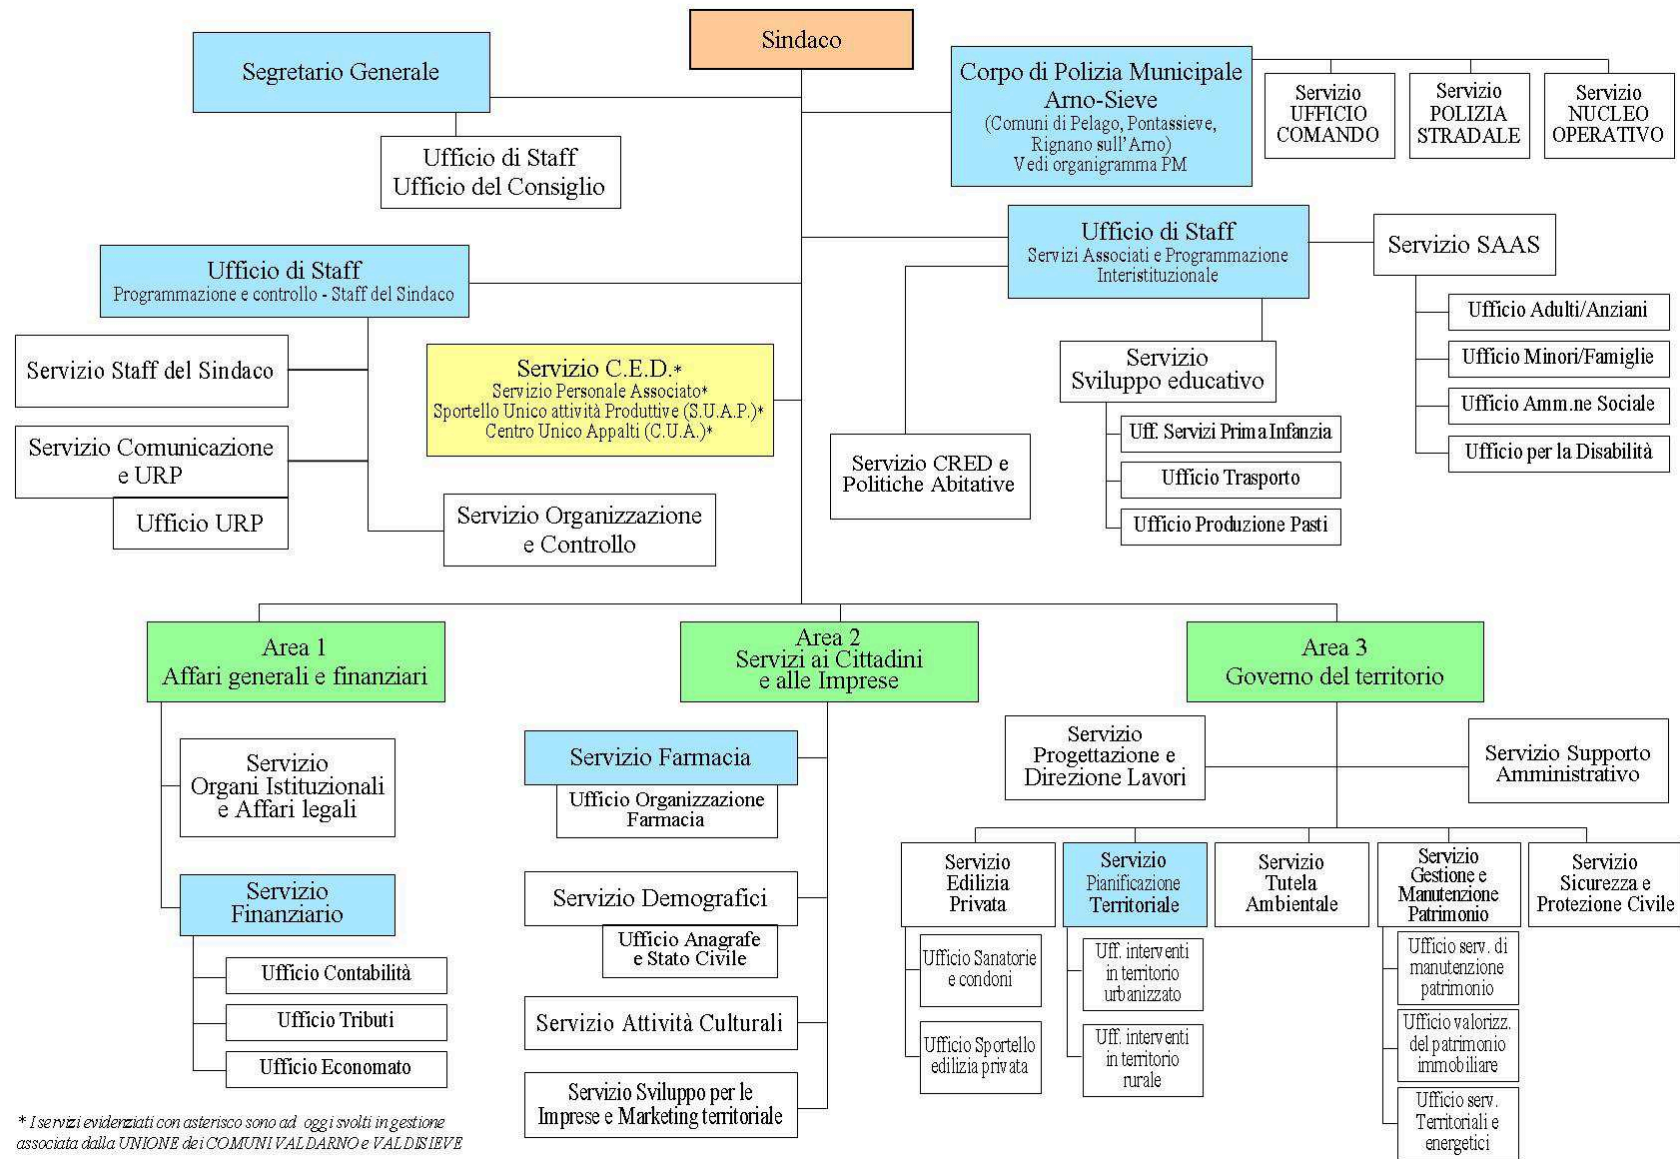 Sindaco
Segretario Generale
Ufficio di Staff
Ufficio del Consiglio
Corpo di Polizia Municipale
Arno-Sieve
(Comuni di Pelago, Pontassieve,
Rignano sull'Arno)
Vedi organigramma PM
Servizio
UFFICIO
COMANDO
Servizio
POLIZIA
STRADALE
Servizio
NUCLEO
OPERATIVO
Ufficio di Staff
Programmazione e controllo - Staff del Sindaco
Servizio Staff del Sindaco
Servizio Comunicazione
e URP
Ufficio URP
Servizio Organizzazione
e Controllo
Servizio C.E.D.*
Servizio Personale Associato*
Sportello Unico attività Produttive (S.U.A.P.)*
Centro Unico Appalti (C.U.A.)*
Ufficio di Staff
Servizi Associati e Programmazione
Interistituzionale
Servizio CRED e
Politiche Abitative
Servizio
Sviluppo educativo
Uff. Servizi Prima Infanzia
Ufficio Trasporto
Ufficio Produzione Pasti
Servizio SAAS
Ufficio Adulti/Anziani
Ufficio Minori/Famiglie
Ufficio Amm.ne Sociale
Ufficio per la Disabilità
Area 1
Affari generali e finanziari
Servizio
Organi Istituzionali
e Affari legali
Servizio
Finanziario
Ufficio Contabilità
Ufficio Tributi
Ufficio Economato
Area 2
Servizi ai Cittadini
e alle Imprese
Servizio Farmacia
Ufficio Organizzazione
Farmacia
Servizio Demografici
Ufficio Anagrafe
e Stato Civile
Servizio Attività Culturali
Servizio Sviluppo per le
Imprese e Marketing territoriale
Area 3
Governo del territorio
Servizio
Progettazione e
Direzione Lavori
Servizio Supporto
Amministrativo
Servizio
Edilizia
Privata
Ufficio Sanatorie
e condoni
Ufficio Sportello
edilizia privata
Servizio
Pianificazione
Territoriale
Uff. interventi
in territorio
urbanizzato
Uff. interventi
in territorio
rurale
Servizio
Tutela
Ambientale
Servizio
Gestione e
Manutenzione
Patrimonio
Ufficio serv. di
manutenzione
patrimonio
Ufficio valorizz.
del patrimonio
immobiliare
Ufficio serv.
Territoriali e
energetici
Servizio
Sicurezza e
Protezione Civile
* I servizi evidenziati con asterisco sono ad oggi svolti in gestione
associata dalla UNIONE dei COMUNI VALDARNO e VALDISIEVE